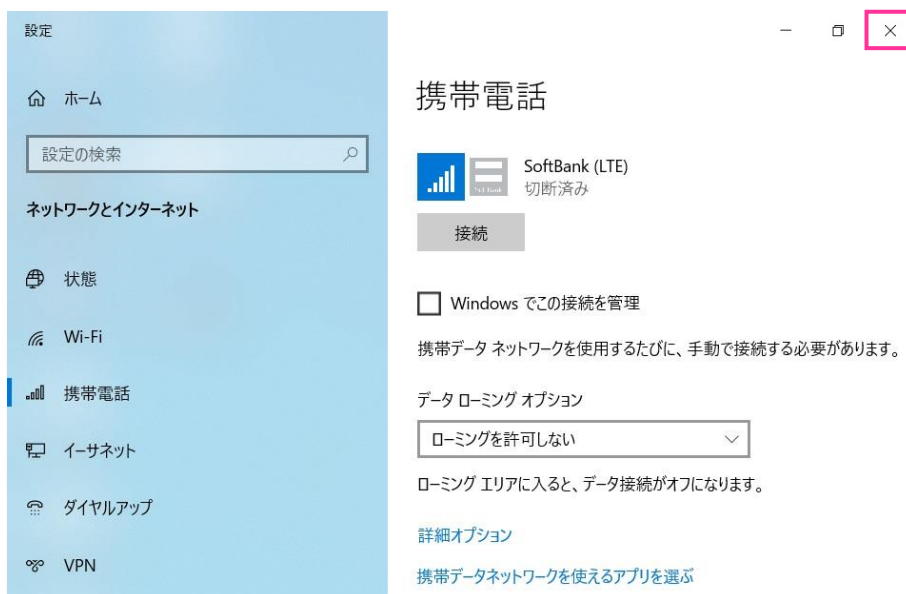 設定
ホーム
設定の検索
ネットワークとインターネット
状態
Wi-Fi
携帯電話
イーサネット
ダイヤルアップ
VPN
携帯電話
SoftBank (LTE)
切断済み
接続
Windows でこの接続を管理
携帯データ ネットワークを使用するたびに、手動で接続する必要があります。
データ ローミング オプション
ローミングを許可しない
ローミング エリアに入ると、データ接続がオフになります。
詳細オプション
携帯データネットワークを使えるアプリを選ぶ